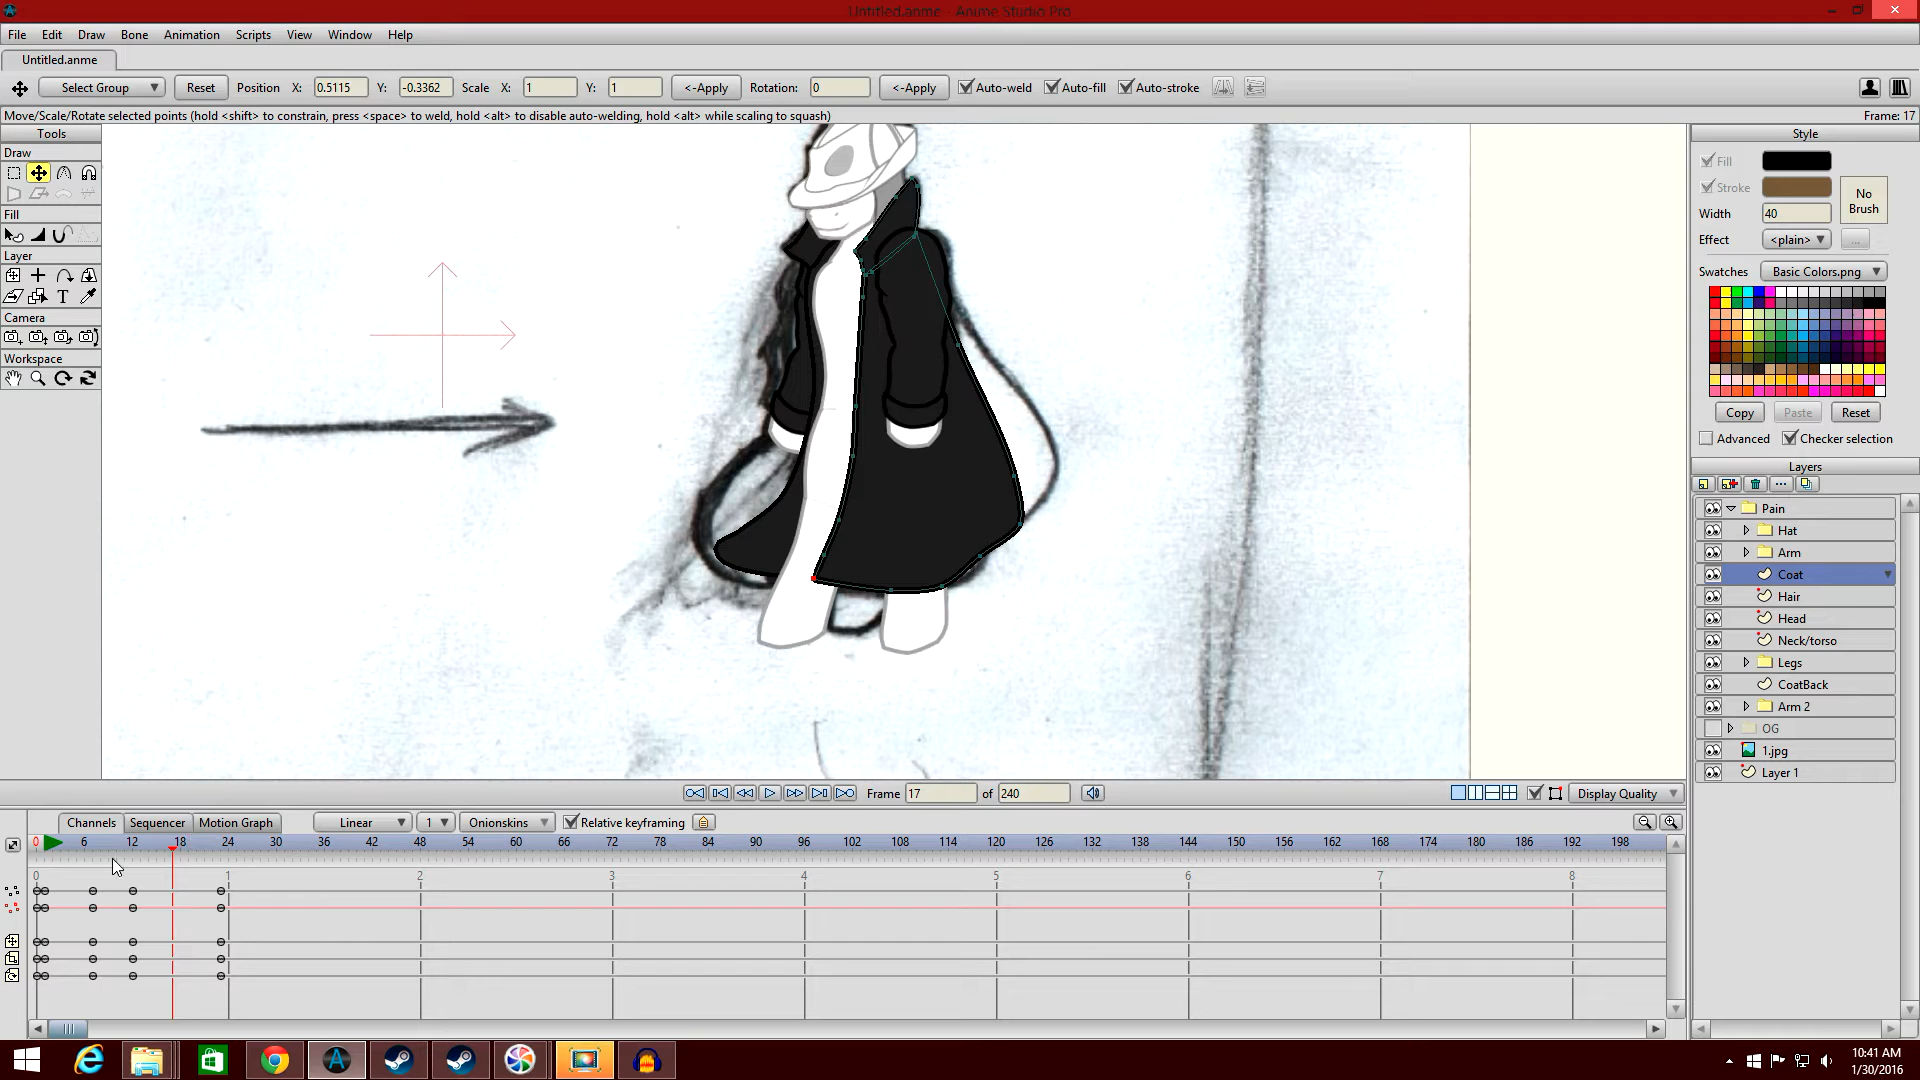 Untitled.anme - Anime Studio Pro
File Edit Draw Bone Animation Scripts View Window Help
Untitled.anme
Select Group Reset Position X: 0.5115 Y: -0.3362 Scale X: 1 Y: 1 <-Apply Rotation: 0 <-Apply Auto-weld Auto-fill Auto-stroke
Move/Scale/Rotate selected points (hold <shift> to constrain, press <space> to weld, hold <alt> to disable auto-welding, hold <alt> while scaling to squash) Frame: 17
Tools
Draw
Fill
Layer
T
Camera
Workspace
Style
Fill
Stroke
No Brush
Width 40
Effect <plain> ...
Swatches Basic Colors.png
Copy Paste Reset
Advanced Checker selection
Layers
Pain
Hat
Arm
Coat
Hair
Head
Neck/torso
Legs
CoatBack
Arm 2
OG
1.jpg
Layer 1
Frame 17 of 240 Display Quality
Channels Sequencer Motion Graph Linear 1 Onionskins Relative keyframing
0 6 12 18 24 30 36 42 48 54 60 66 72 78 84 90 96 102 108 114 120 126 132 138 144 150 156 162 168 174 180 186 192 198
0 1 2 3 4 5 6 7 8
10:41 AM
1/30/2016